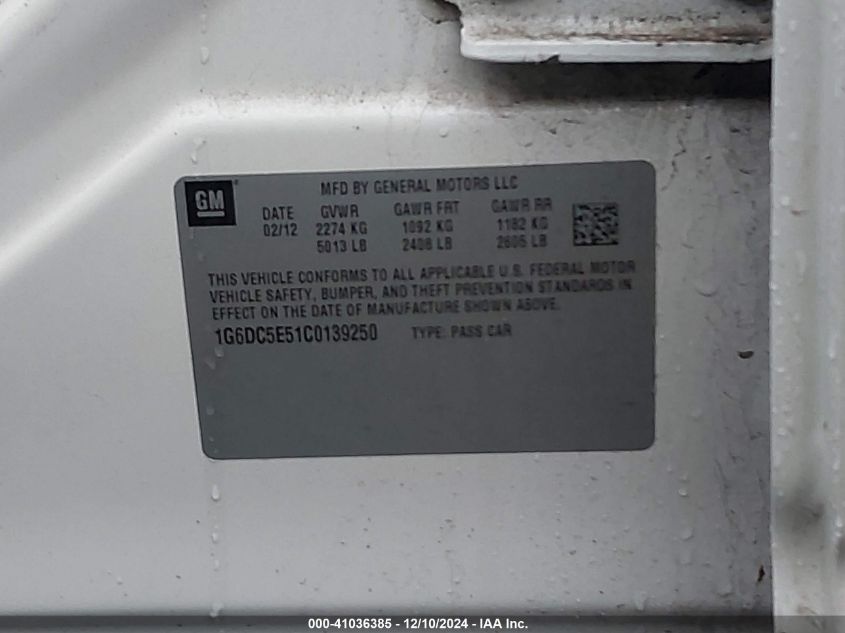 GM
MFD BY GENERAL MOTORS LLC
DATE GVWR GAWR FRT GAWR RR
02/12 2274 KG 1092 KG 1182 KG
5013 LB 2408 LB 2605 LB
THIS VEHICLE CONFORMS TO ALL APPLICABLE U.S. FEDERAL MOTOR
VEHICLE SAFETY, BUMPER, AND THEFT PREVENTION STANDARDS IN
EFFECT ON THE DATE OF MANUFACTURE SHOWN ABOVE.
1G6DC5E51C0139250 TYPE: PASS CAR
000-41036385 - 12/10/2024 - IAA Inc.